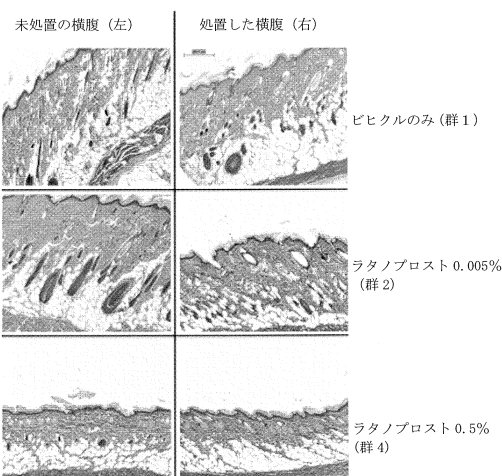 未処置の横腹（左）
処置した横腹（右）
ビヒクルのみ(群１)
ラタノプロスト0.005%
(群2)
ラタノプロスト0.5%
(群4)